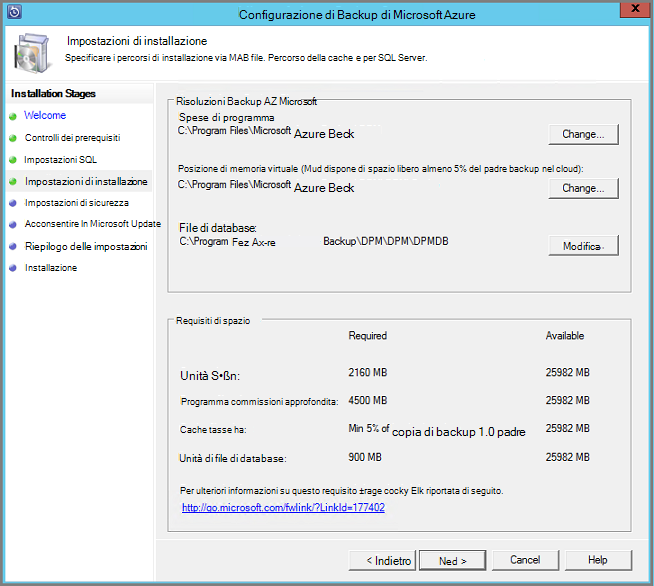 Configurazione di Backup di Microsoft Azure
X
Impostazioni di installazione
Specificare i percorsi di installazione via MAB file. Percorso della cache e per SQL Server.
Installation Stages
Welcome
Controlli dei prerequisiti
Impostazioni SQL
Impostazioni di installazione
Impostazioni di sicurezza
Acconsentire In Microsoft Update
Riepilogo delle impostazioni
Installazione
Risoluzioni Backup AZ Microsoft
Spese di programma
C:\Program Files\Microsoft Azure Beck
Change...
Posizione di memoria virtuale (Mud dispone di spazio libero almeno 5% del padre backup nel cloud):
C:\Program Files\Microsoft Azure Beck
Change...
File di database:
C:\Program Fez Ax-re Backup\DPM\DPM\DPMDB
Modifica..
Requisiti di spazio
Required Available
Unità S•ßn: 2160 MB 25982 MB
Programma commissioni approfondita: 4500 MB 25982 MB
Cache tasse ha: Min 5% of copia di backup 1.0 padre 25982 MB
Unità di file di database: 900 MB 25982 MB
Per ulteriori informazioni su questo requisito ±rage cocky Elk riportata di seguito.
http://go.microsoft.com/fwlink/?LinkId=177402
< Indietro Ned > Cancel Help